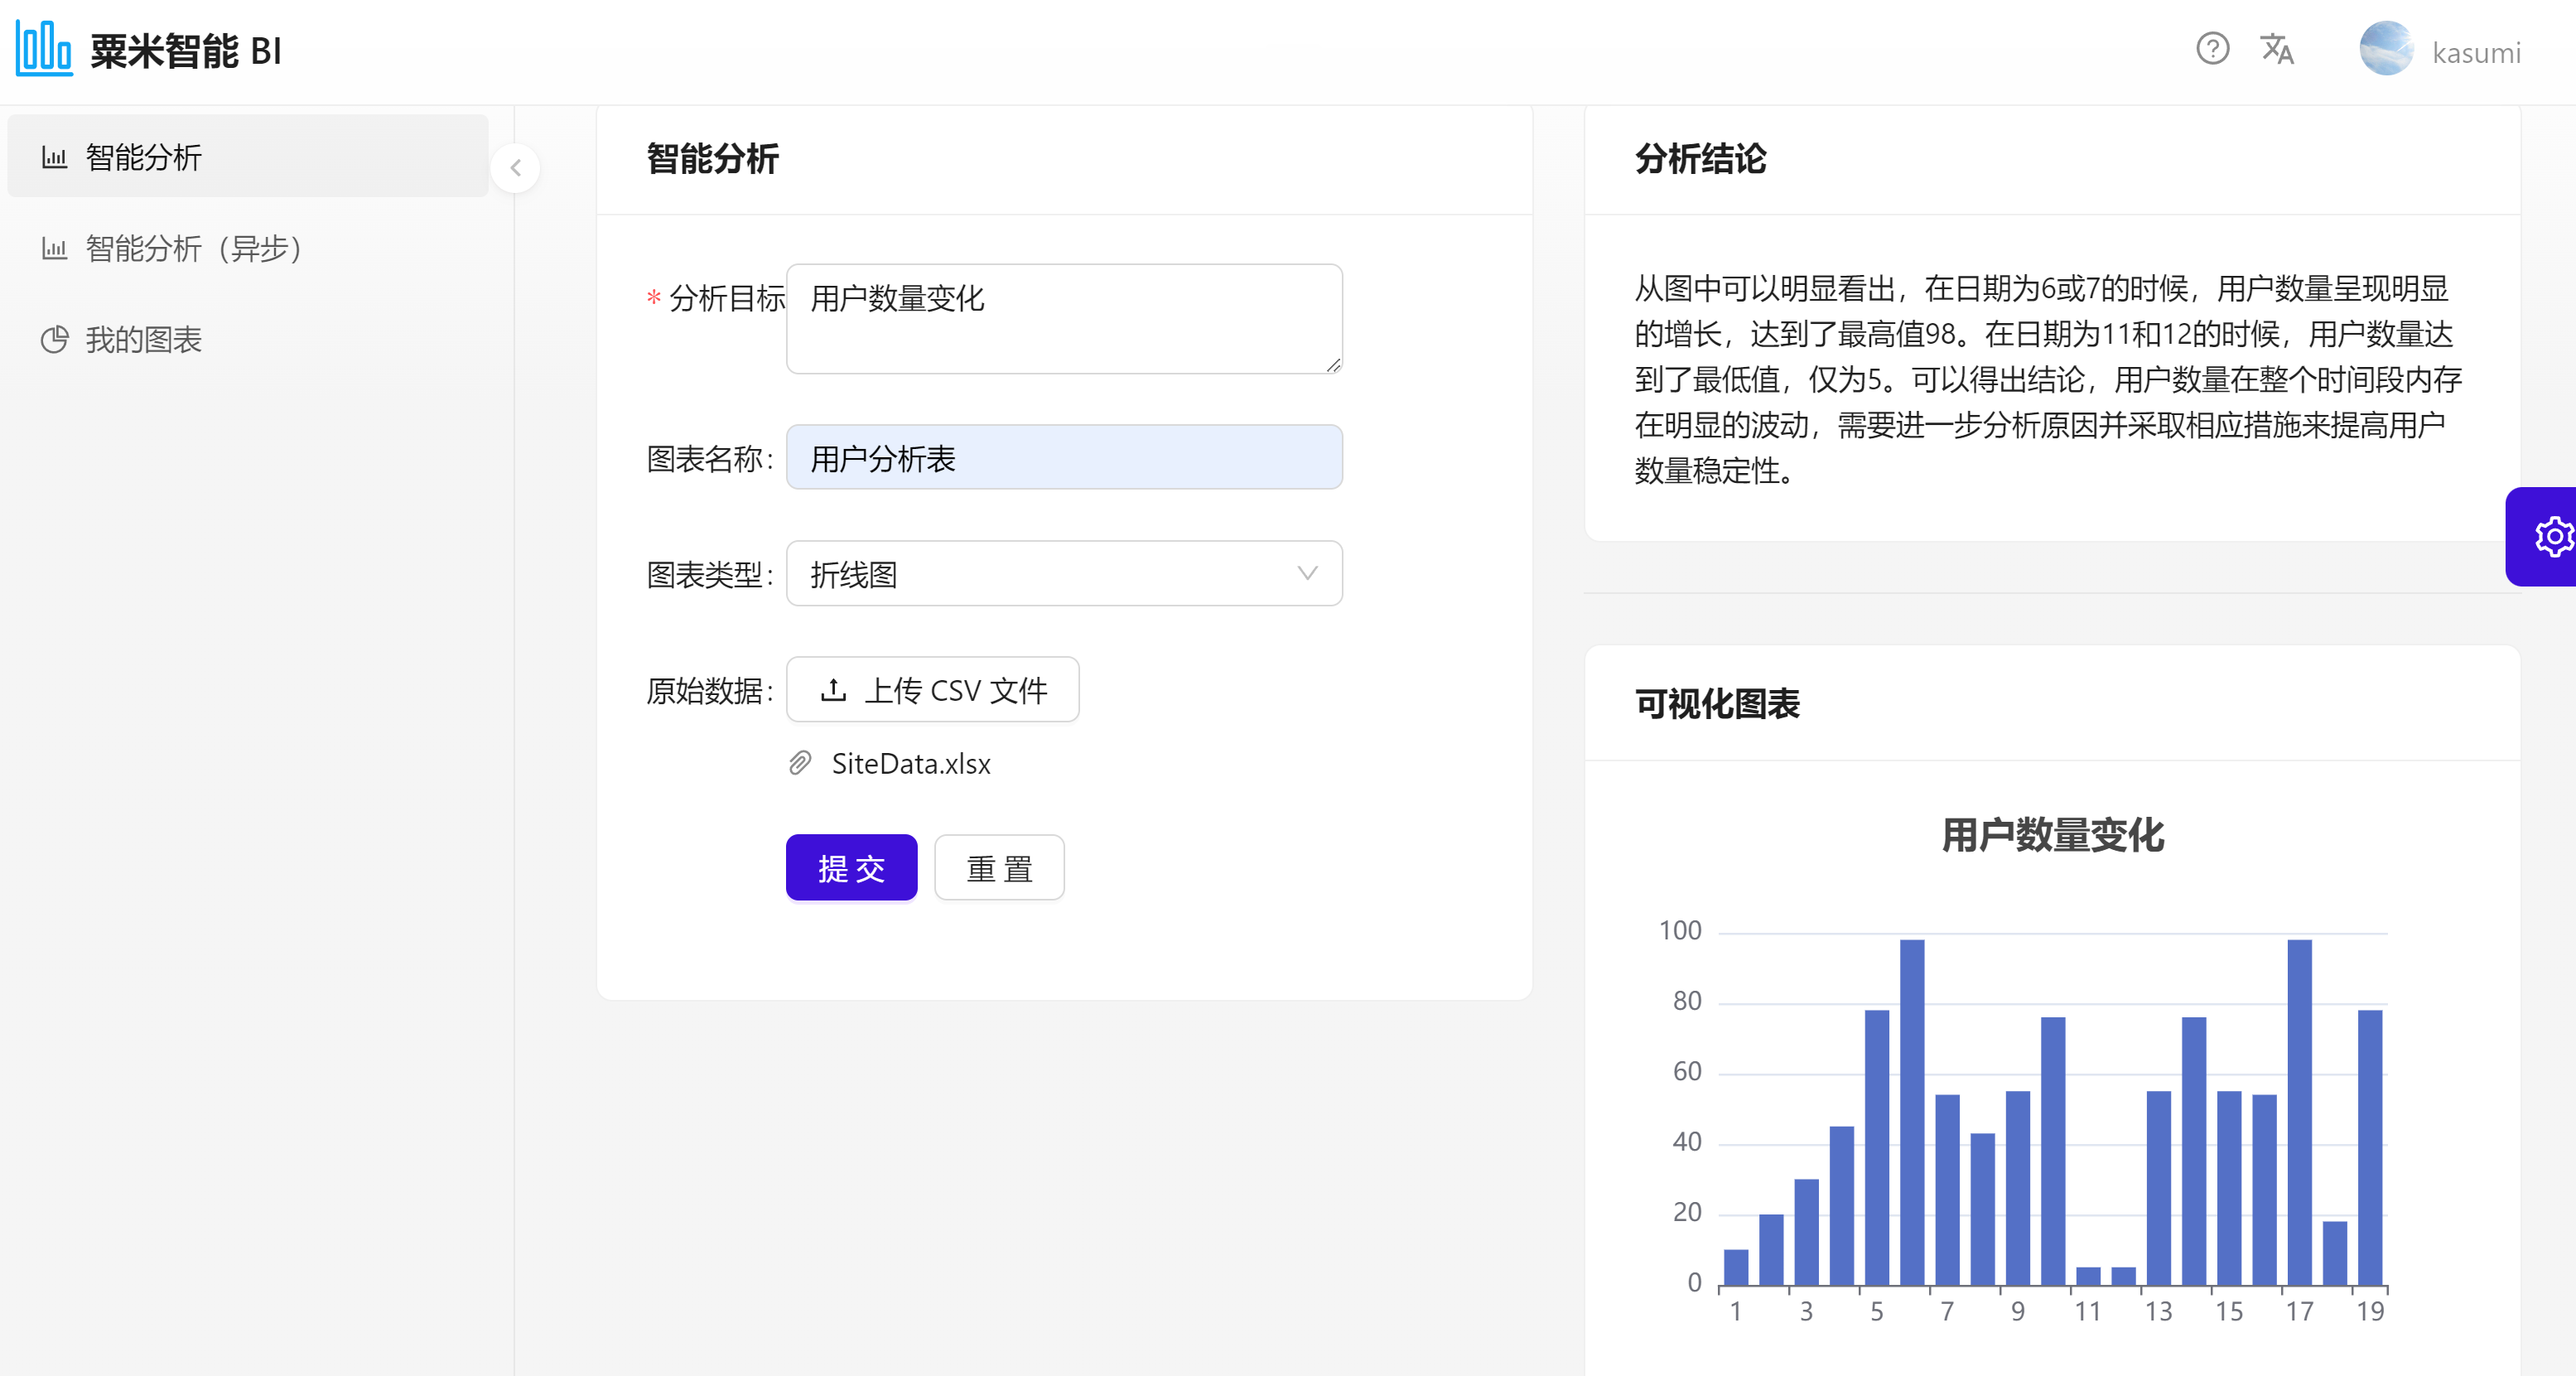 粟米智能 BI
kasumi
智能分析
智能分析（异步）
我的图表
智能分析
* 分析目标
用户数量变化
图表名称:
用户分析表
图表类型:
折线图
原始数据:
上传 CSV 文件
SiteData.xlsx
提 交
重 置
分析结论
从图中可以明显看出，在日期为6或7的时候，用户数量呈现明显
的增长，达到了最高值98。在日期为11和12的时候，用户数量达
到了最低值，仅为5。可以得出结论，用户数量在整个时间段内存
在明显的波动，需要进一步分析原因并采取相应措施来提高用户
数量稳定性。
可视化图表
用户数量变化
100
80
60
40
20
0
1 3 5 7 9 11 13 15 17 19